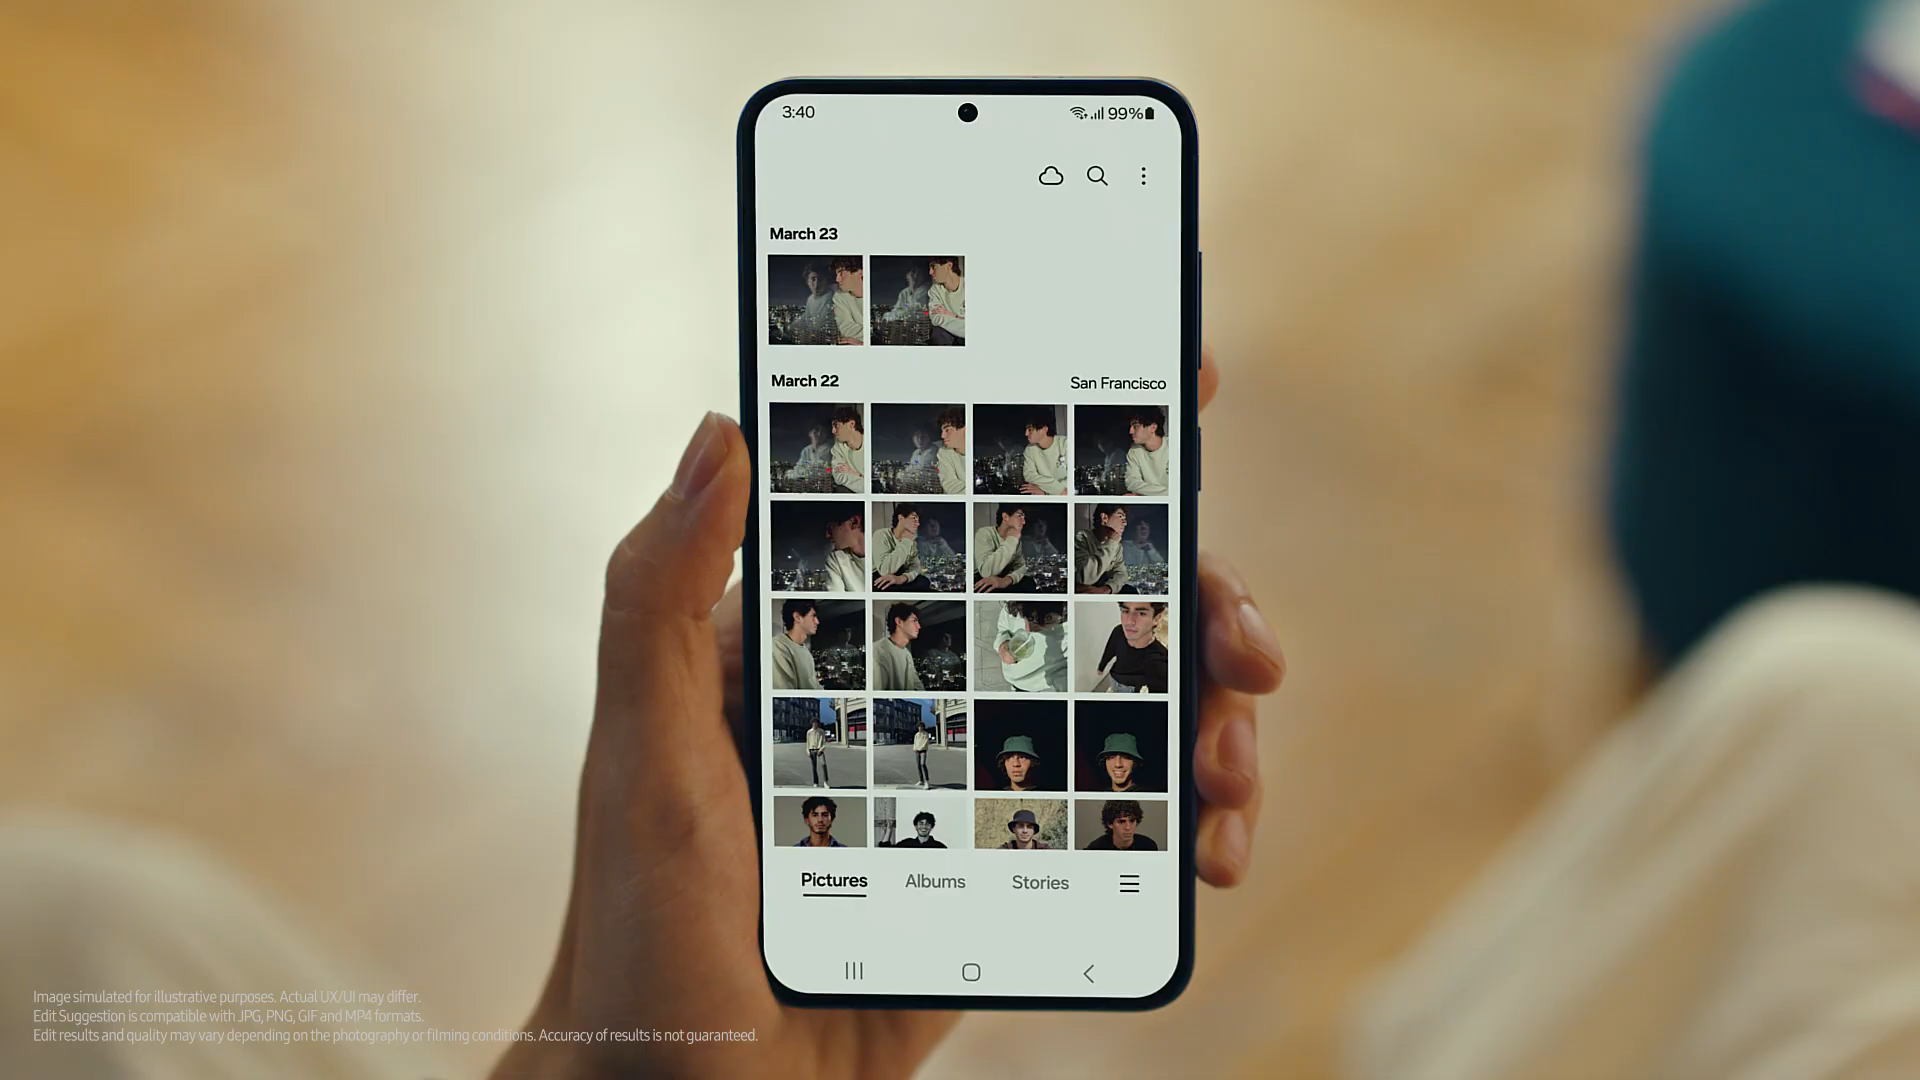 3:40
99%
March 23
March 22
San Francisco
Pictures
Albums
Stories
Image simulated for illustrative purposes. Actual UX/UI may differ.
Edit Suggestion is compatible with JPG, PNG, GIF and MP4 formats.
Edit results and quality may vary depending on the photography or filming conditions. Accuracy of results is not guaranteed.